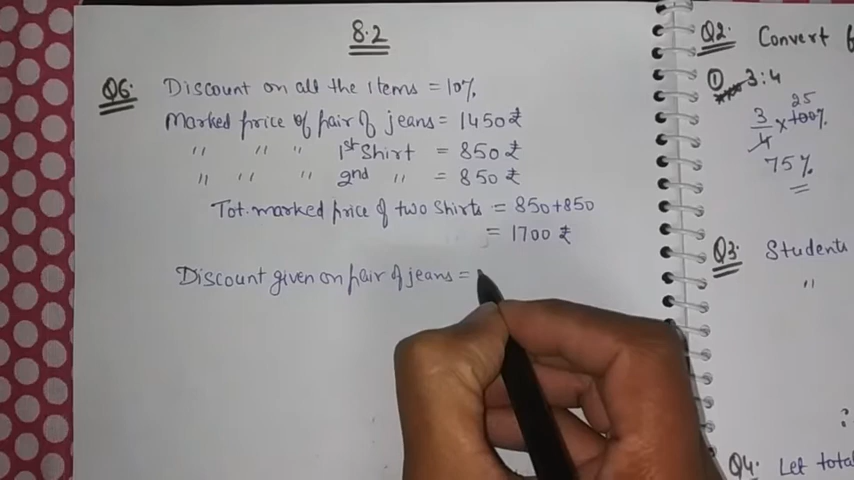 8.2
Q6. Discount on all the items = 10%.
Marked price of pair of jeans = 1450 ₹
" " " 1st Shirt = 850 ₹
" " " 2nd " = 850 ₹
Tot. marked price of two Shirts = 850+850
= 1700 ₹
Discount given on pair of jeans =
Q2. Convert
① 3:4
25
3/4 x 100%
75%
Q3. Students
"
Q4. Let total